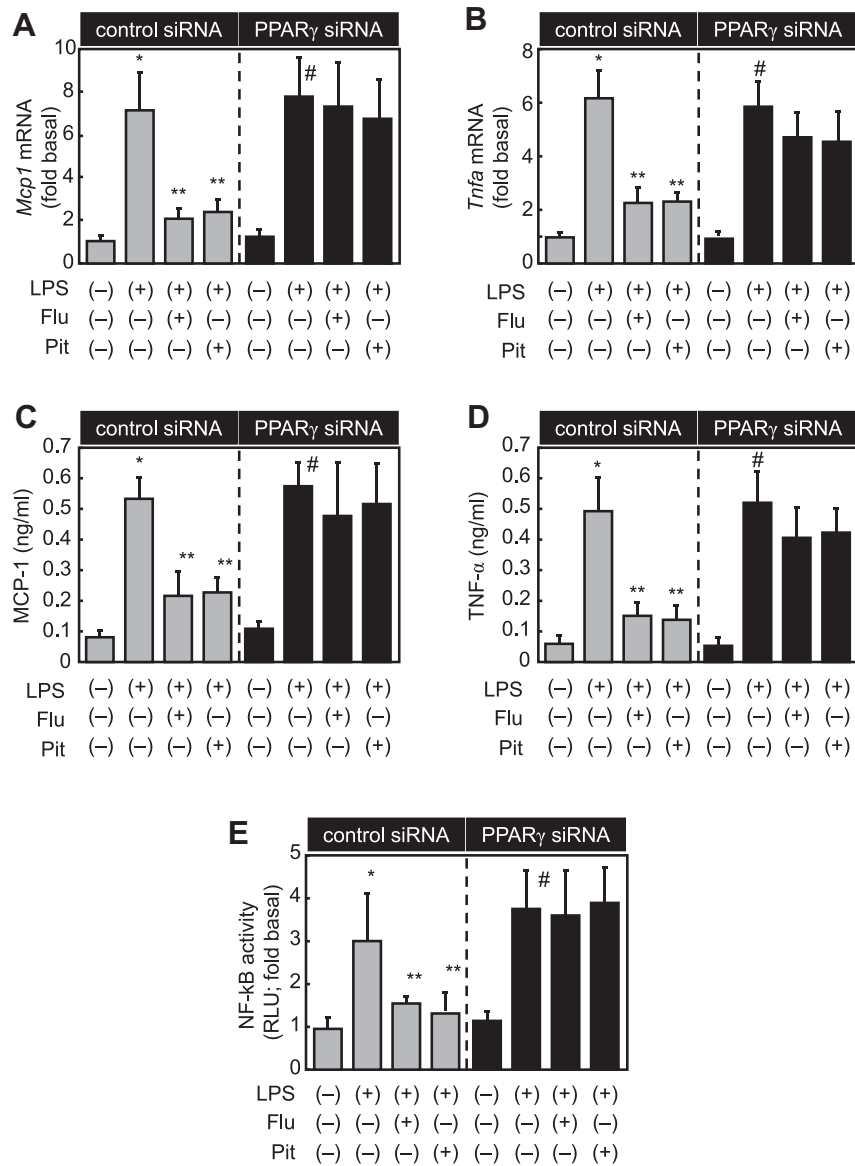 A
control siRNA PPARγ siRNA
Mcp1 mRNA
(fold basal)
10
8
6
4
2
0
* ** ** #
LPS (–) (+) (+) (+) (–) (+) (+) (+)
Flu (–) (–) (+) (–) (–) (–) (+) (–)
Pit (–) (–) (–) (+) (–) (–) (–) (+)
B
control siRNA PPARγ siRNA
Tnfa mRNA
(fold basal)
8
6
4
2
0
* ** ** #
LPS (–) (+) (+) (+) (–) (+) (+) (+)
Flu (–) (–) (+) (–) (–) (–) (+) (–)
Pit (–) (–) (–) (+) (–) (–) (–) (+)
C
control siRNA PPARγ siRNA
MCP-1 (ng/ml)
0.7
0.6
0.5
0.4
0.3
0.2
0.1
0
* ** ** #
LPS (–) (+) (+) (+) (–) (+) (+) (+)
Flu (–) (–) (+) (–) (–) (–) (+) (–)
Pit (–) (–) (–) (+) (–) (–) (–) (+)
D
control siRNA PPARγ siRNA
TNF-α (ng/ml)
0.7
0.6
0.5
0.4
0.3
0.2
0.1
0
* ** ** #
LPS (–) (+) (+) (+) (–) (+) (+) (+)
Flu (–) (–) (+) (–) (–) (–) (+) (–)
Pit (–) (–) (–) (+) (–) (–) (–) (+)
E
control siRNA PPARγ siRNA
NF-kB activity
(RLU; fold basal)
5
4
3
2
1
0
* ** ** #
LPS (–) (+) (+) (+) (–) (+) (+) (+)
Flu (–) (–) (+) (–) (–) (–) (+) (–)
Pit (–) (–) (–) (+) (–) (–) (–) (+)